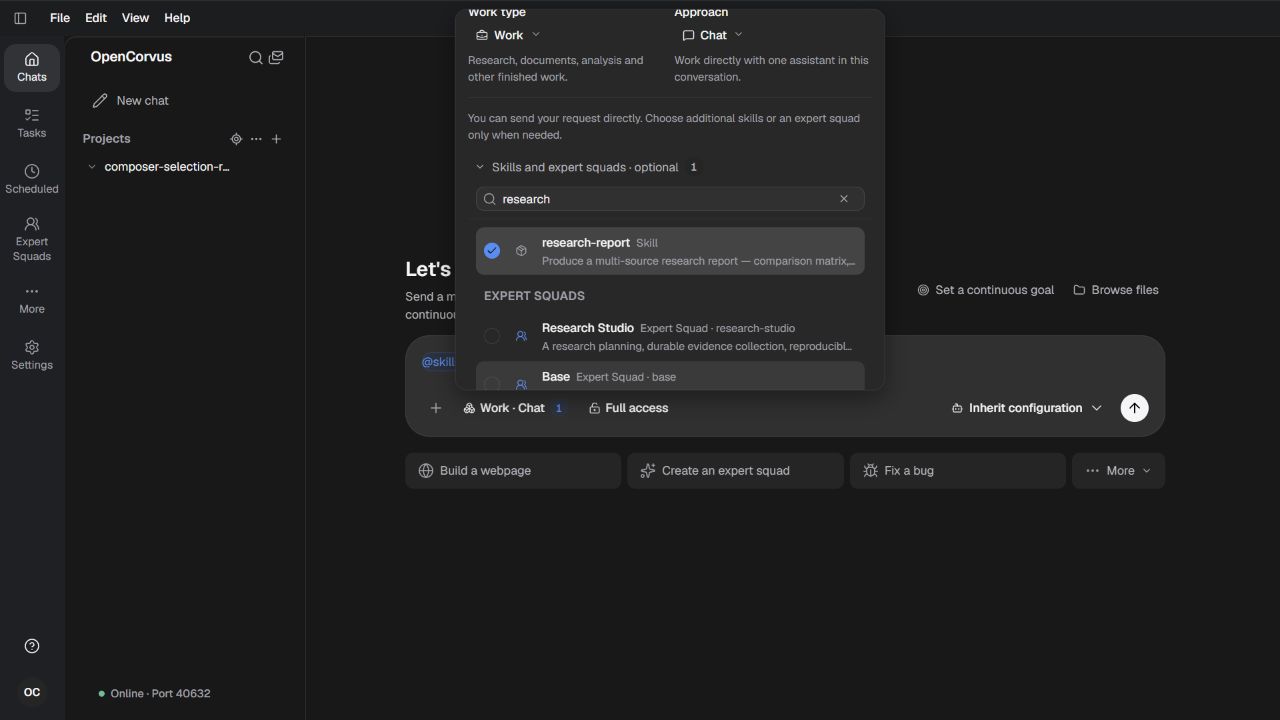 File Edit View Help
Chats
Tasks
Scheduled
Expert
Squads
More
Settings
OC
OpenCorvus
New chat
Projects
composer-selection-r...
Online · Port 40632
Work type
Work
Research, documents, analysis and
other finished work.
Approach
Chat
Work directly with one assistant in this
conversation.
You can send your request directly. Choose additional skills or an expert squad
only when needed.
Skills and expert squads · optional 1
research
research-report Skill
Produce a multi-source research report — comparison matrix,...
EXPERT SQUADS
Research Studio Expert Squad · research-studio
A research planning, durable evidence collection, reproducibl...
Base Expert Squad · base
Let's
Send a m
continuou
Set a continuous goal
Browse files
@skill
Work · Chat 1
Full access
Inherit configuration
Build a webpage
Create an expert squad
Fix a bug
More